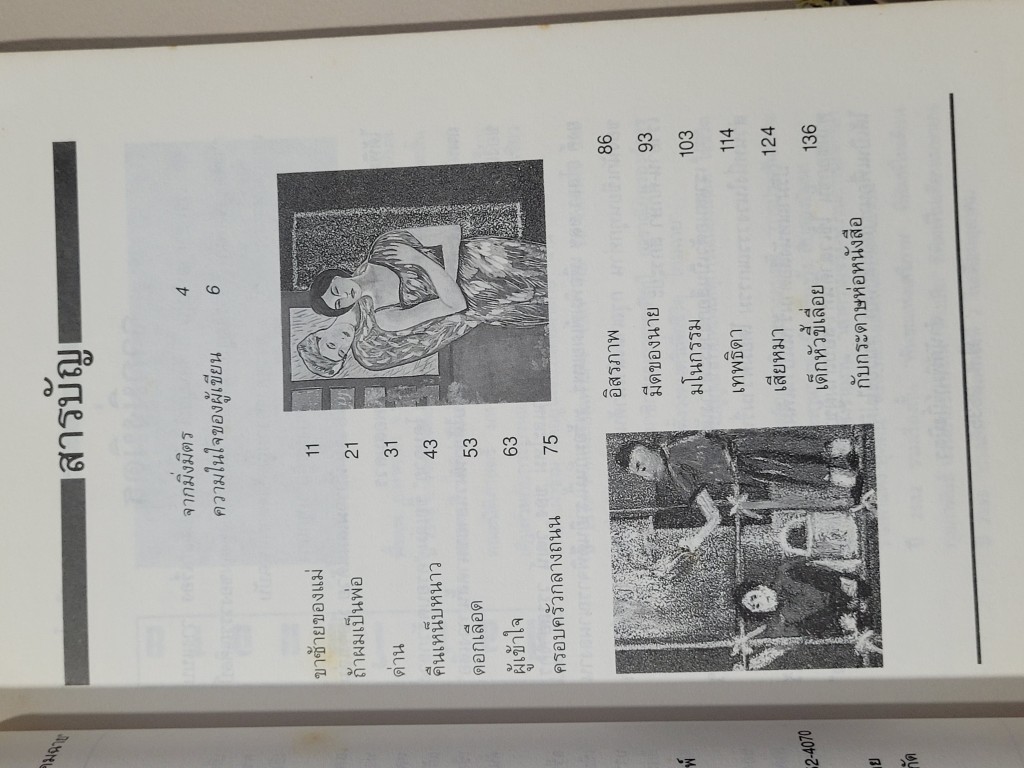 สารบัญ
จากมิ่งมิตร 4
ความในใจของผู้เขียน 6
ขาซ้ายของแม่ 11
ถ้าผมเป็นพ่อ 21
ด่าน 31
คืนเหน็บหนาว 43
ดอกเลือด 53
ผู้เข้าใจ 63
ครอบครัวกลางถนน 75
อิสรภาพ 86
มีดของนาย 93
มโนกรรม 103
เทพธิดา 114
เสียหมา 124
เด็กหัวขี้เลื่อย 136
กับกระดาษห่อหนังสือ
52-4070